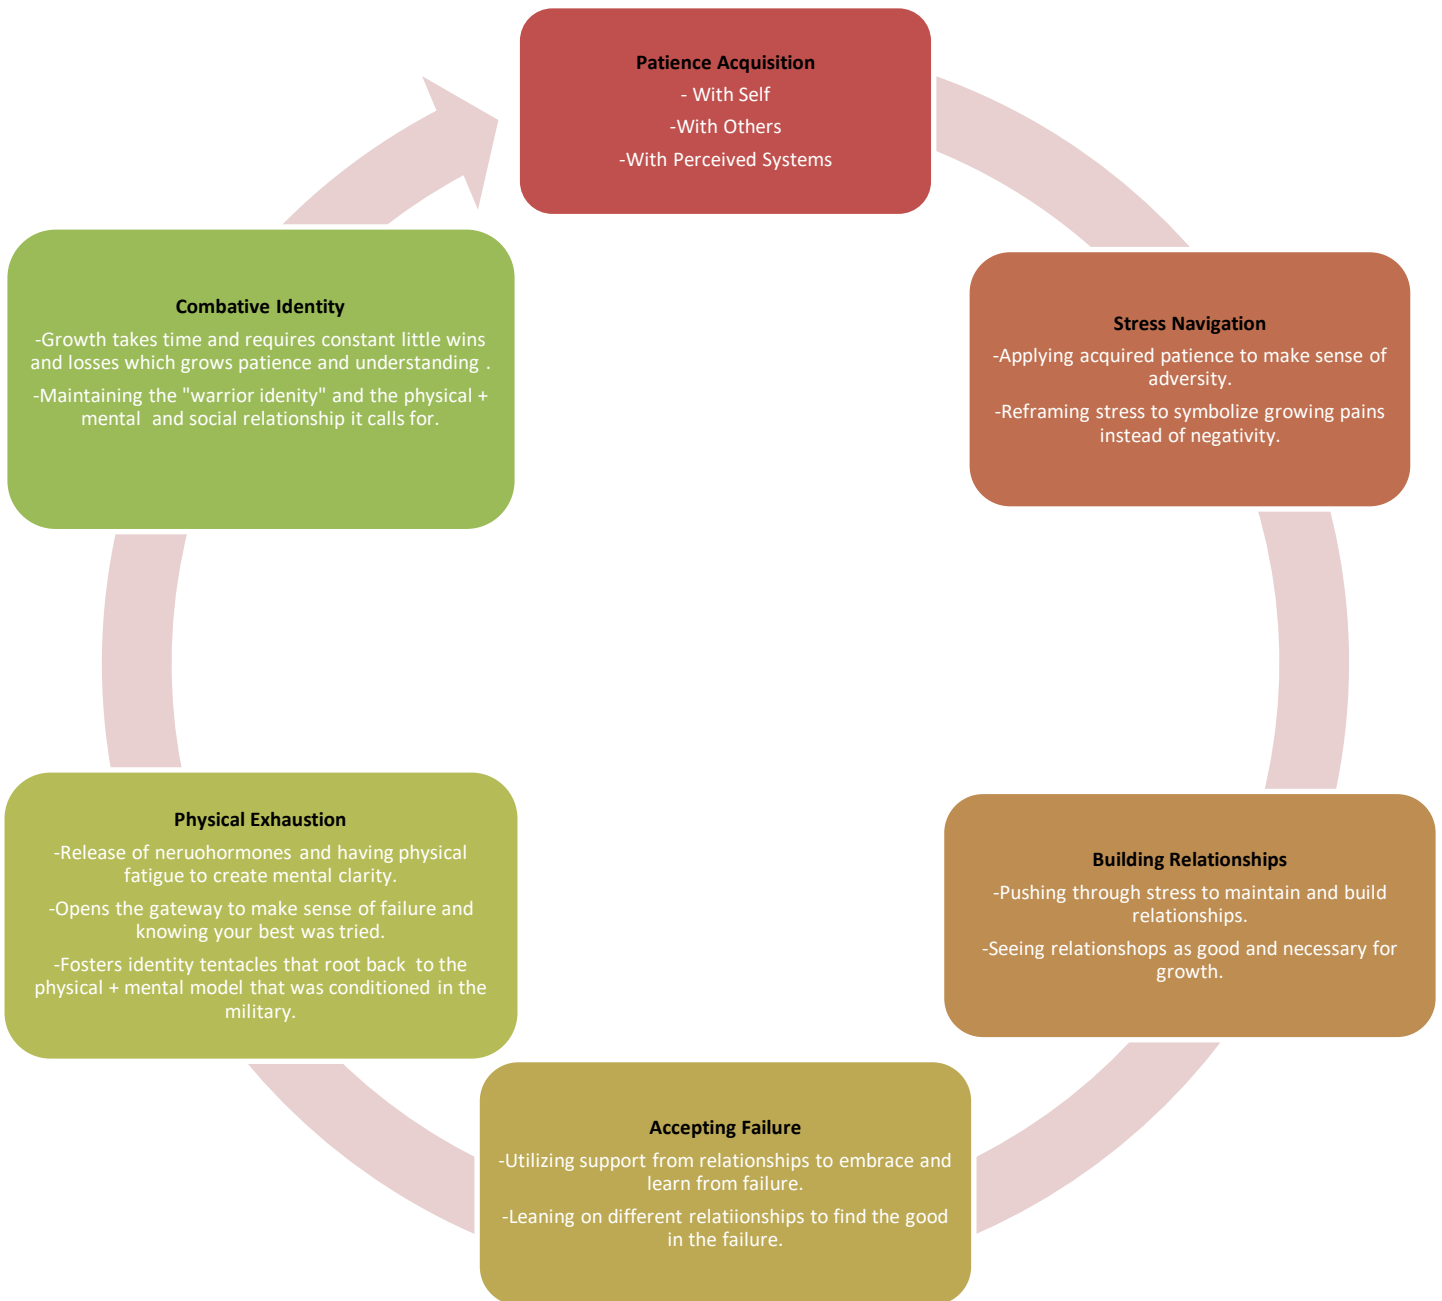 Patience Acquisition
- With Self
-With Others
-With Perceived Systems
Stress Navigation
-Applying acquired patience to make sense of
adversity.
-Reframing stress to symbolize growing pains
instead of negativity.
Building Relationships
-Pushing through stress to maintain and build
relationships.
-Seeing relationshops as good and necessary for
growth.
Accepting Failure
-Utilizing support from relationships to embrace and
learn from failure.
-Leaning on different relatiionships to find the good
in the failure.
Physical Exhaustion
-Release of neruohormones and having physical
fatigue to create mental clarity.
-Opens the gateway to make sense of failure and
knowing your best was tried.
-Fosters identity tentacles that root back  to the
physical + mental model that was conditioned in the
military.
Combative Identity
-Growth takes time and requires constant little wins
and losses which grows patience and understanding .
-Maintaining the "warrior idenity" and the physical +
mental  and social relationship it calls for.